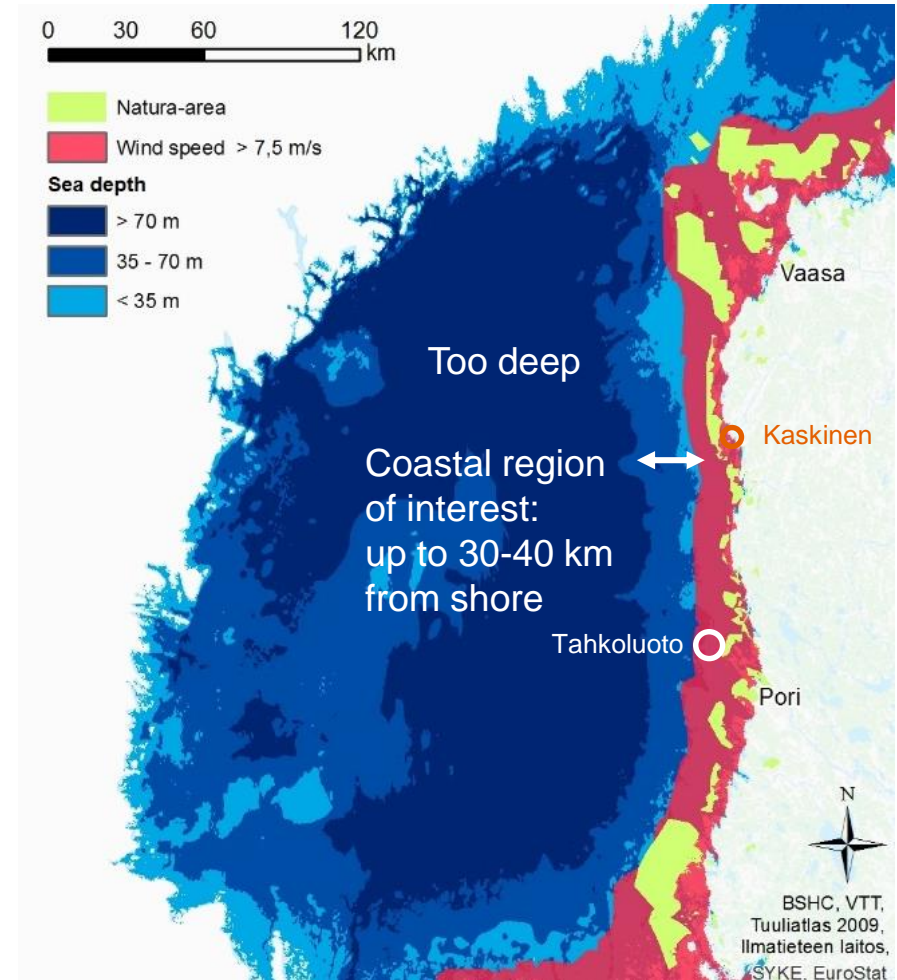 0 30 60 120
km
Natura-area
Wind speed > 7,5 m/s
Sea depth
> 70 m
35 - 70 m
< 35 m
Vaasa
Too deep
Kaskinen
Coastal region
of interest:
up to 30-40 km
from shore
Tahkoluoto
Pori
N
BSHC, VTT,
Tuuliatlas 2009,
Ilmatieteen laitos,
SYKE, EuroStat